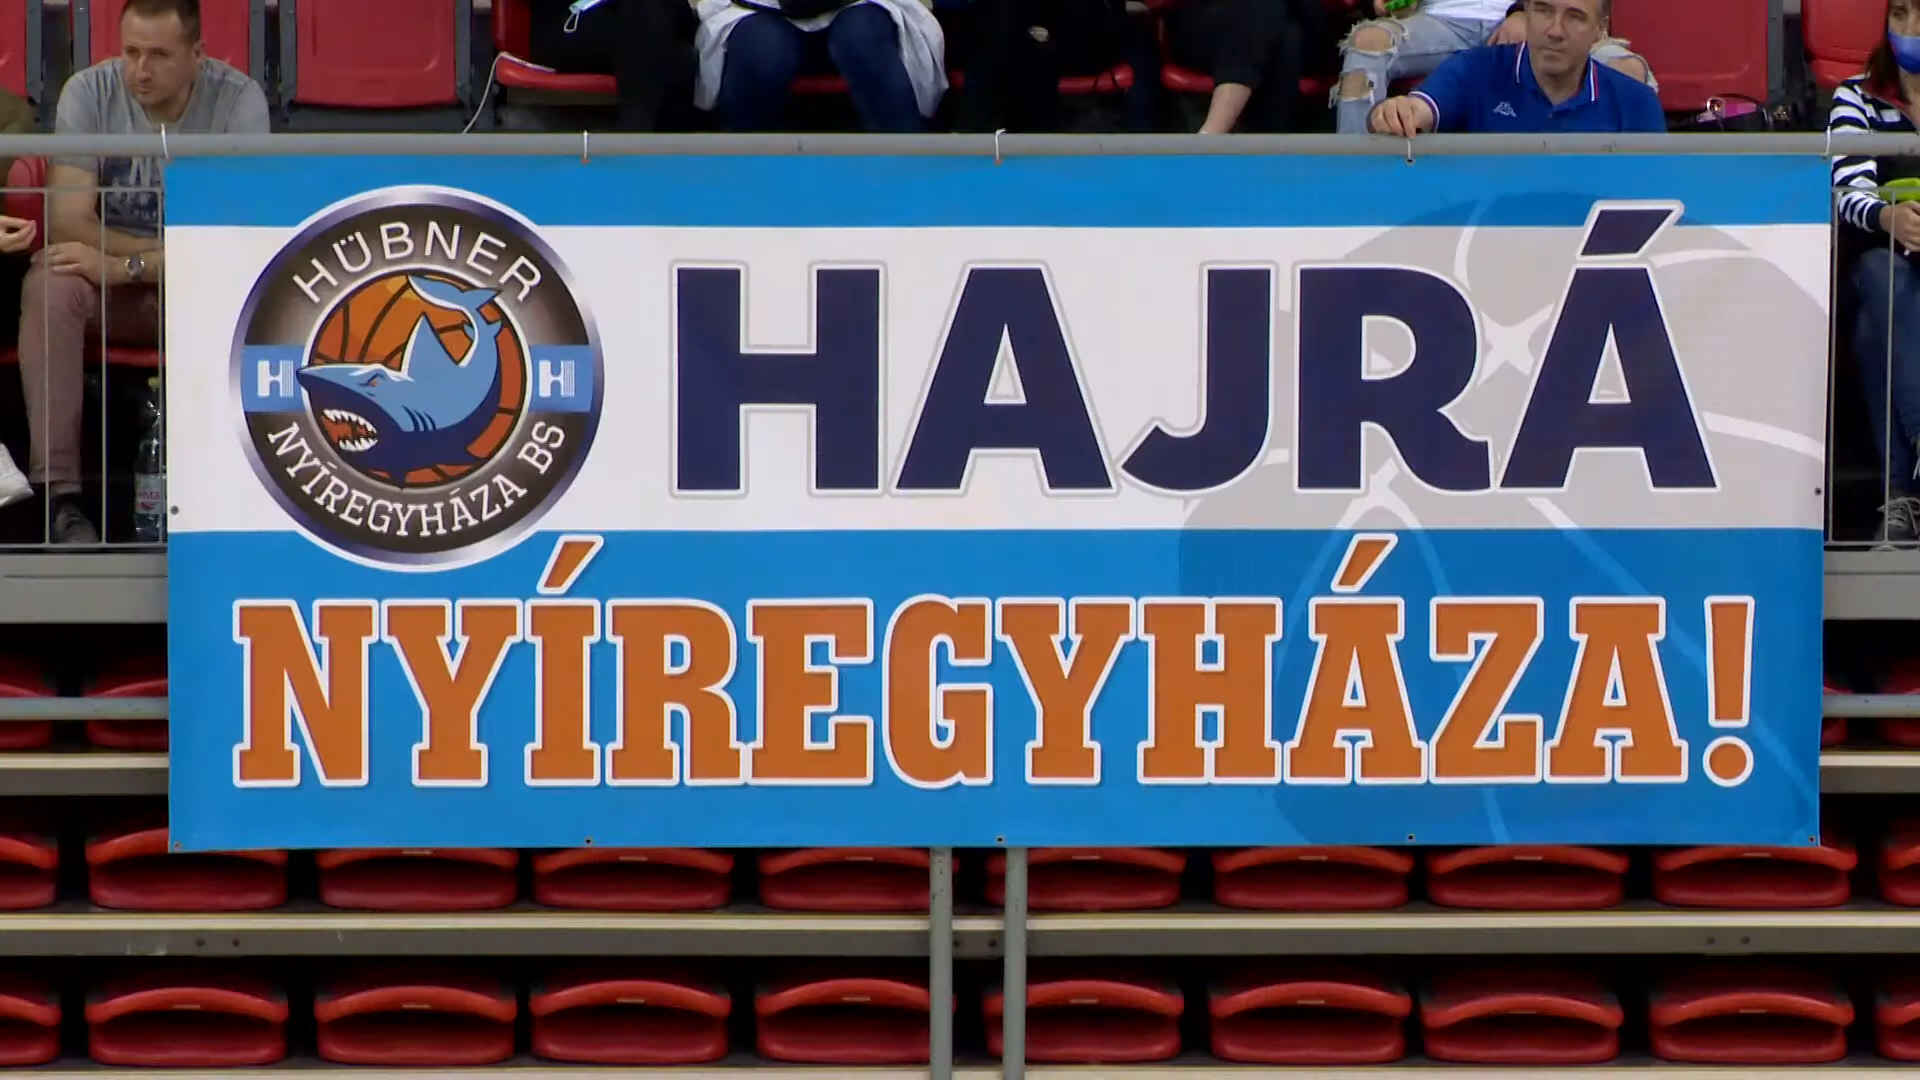 HÜBNER
H H
NYÍREGYHÁZA BS
HAJRÁ
NYÍREGYHÁZA!